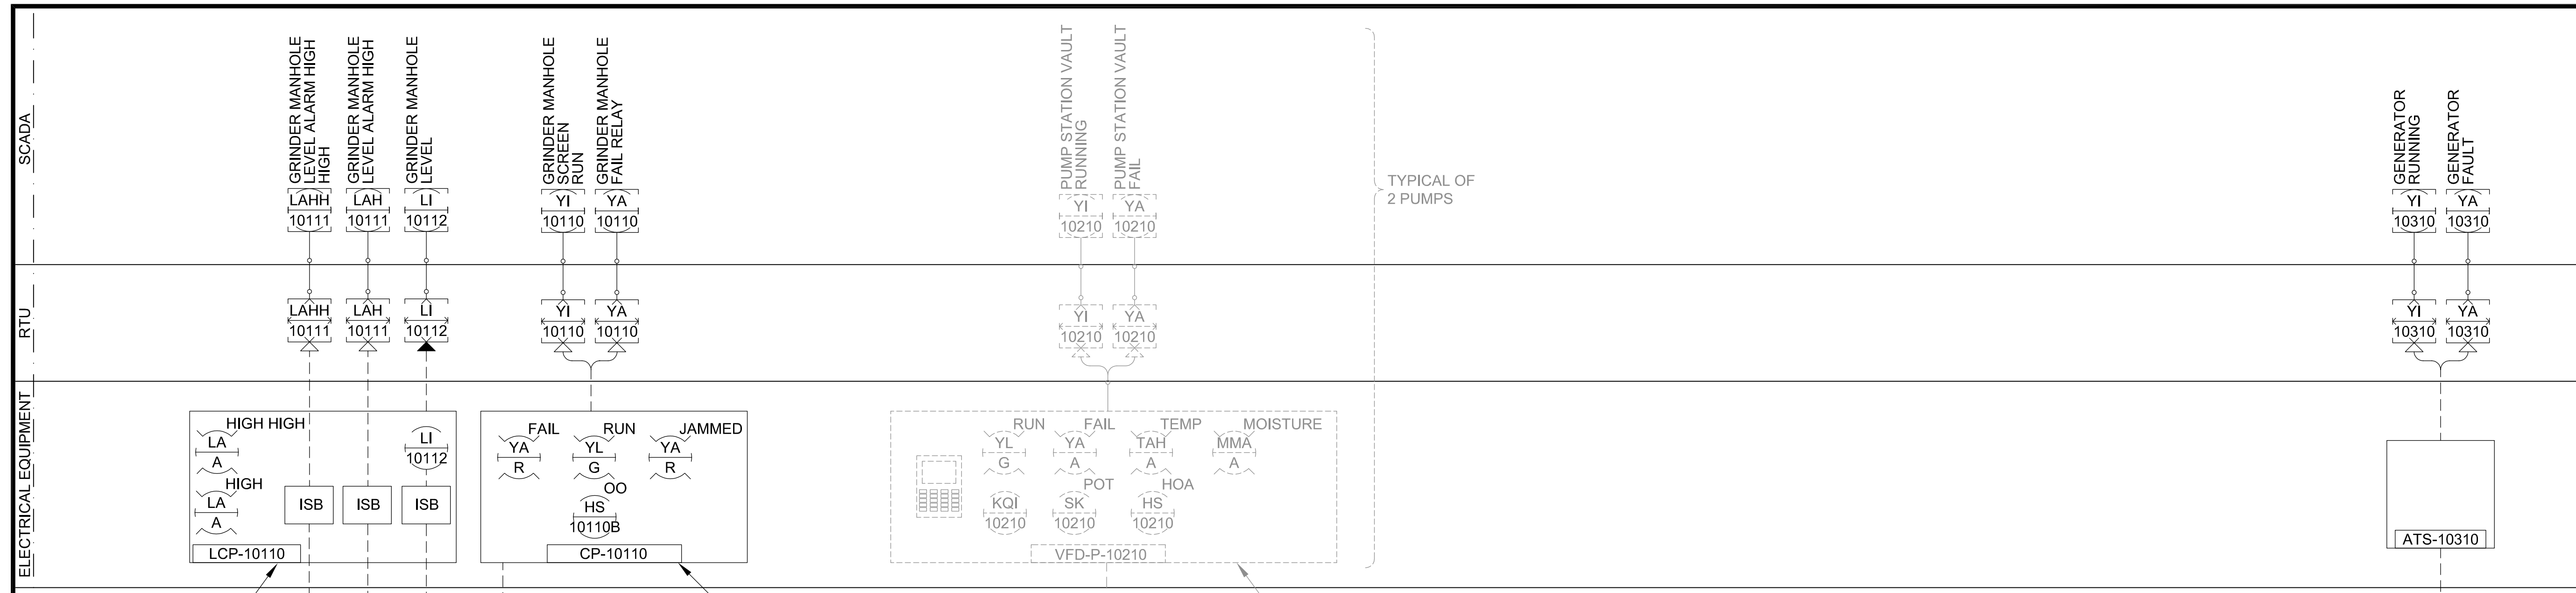 SCADA
GRINDER MANHOLE
LEVEL ALARM HIGH
HIGH
GRINDER MANHOLE
LEVEL ALARM HIGH
GRINDER MANHOLE
LEVEL
GRINDER MANHOLE
SCREEN
RUN
GRINDER MANHOLE
FAIL RELAY
PUMP STATION VAULT
RUNNING
PUMP STATION VAULT
FAIL
GENERATOR
RUNNING
GENERATOR
FAULT
TYPICAL OF
2 PUMPS
LAHH
10111
LAH
10111
LI
10112
YI
10110
YA
10110
YI
10210
YA
10210
YI
10310
YA
10310
RTU
LAHH
10111
LAH
10111
LI
10112
YI
10110
YA
10110
YI
10210
YA
10210
YI
10310
YA
10310
ELECTRICAL EQUIPMENT
HIGH HIGH
LA
A
HIGH
LA
A
LI
10112
ISB
ISB
ISB
LCP-10110
FAIL
YA
R
RUN
YL
G
JAMMED
YA
R
OO
HS
10110B
CP-10110
RUN
YL
G
FAIL
YA
A
TEMP
TAH
A
MOISTURE
MMA
A
KQI
10210
POT
SK
10210
HOA
HS
10210
VFD-P-10210
ATS-10310